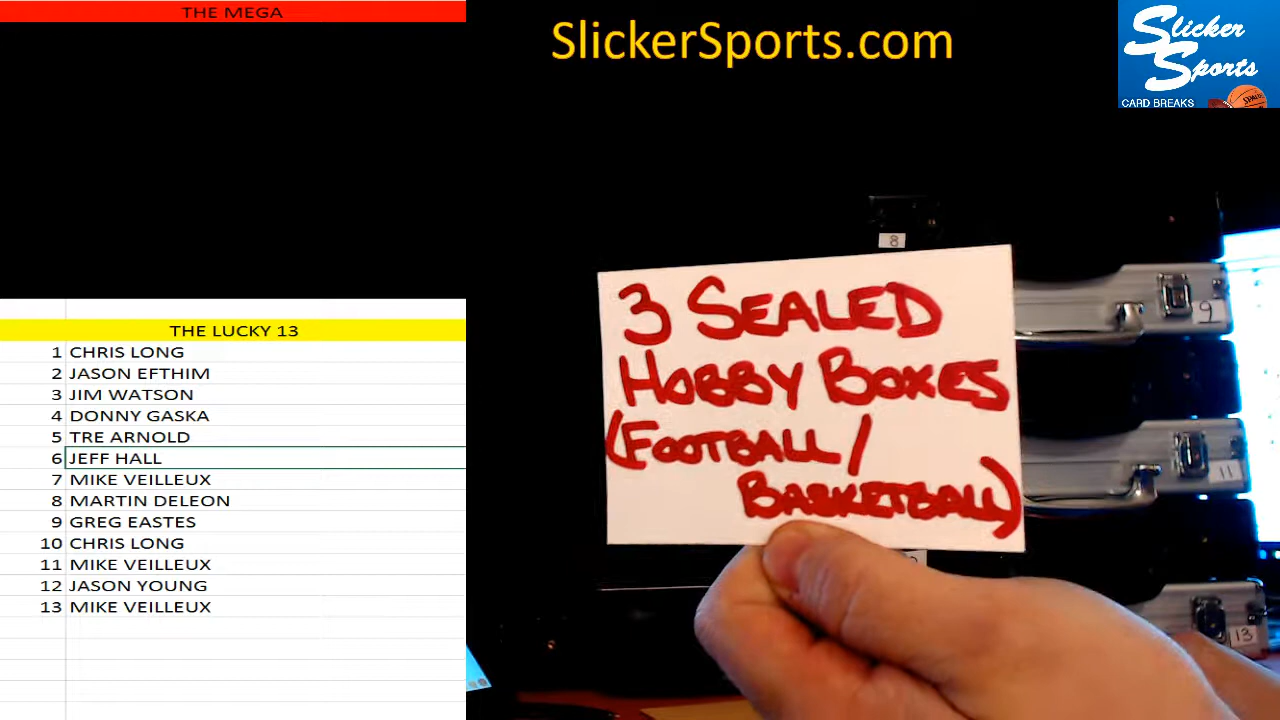 THE MEGA
SlickerSports.com
Slicker
Sports
CARD BREAKS
SPALDING
THE LUCKY 13
1 CHRIS LONG
2 JASON EFTHIM
3 JIM WATSON
4 DONNY GASKA
5 TRE ARNOLD
6 JEFF HALL
7 MIKE VEILLEUX
8 MARTIN DELEON
9 GREG EASTES
10 CHRIS LONG
11 MIKE VEILLEUX
12 JASON YOUNG
13 MIKE VEILLEUX
3 SEALED
HOBBY BOXES
(FOOTBALL/
BASKETBALL)
8
9
11
13